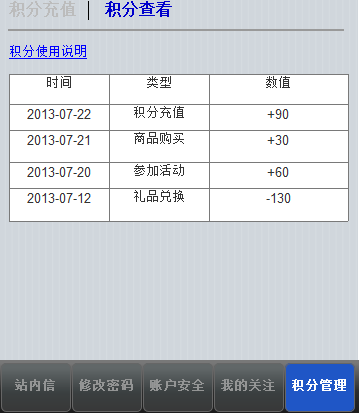 积分充值 | 积分查看
积分使用说明
时间 类型 数值
2013-07-22 积分充值 +90
2013-07-21 商品购买 +30
2013-07-20 参加活动 +60
2013-07-12 礼品兑换 -130
站内信 修改密码 账户安全 我的关注 积分管理